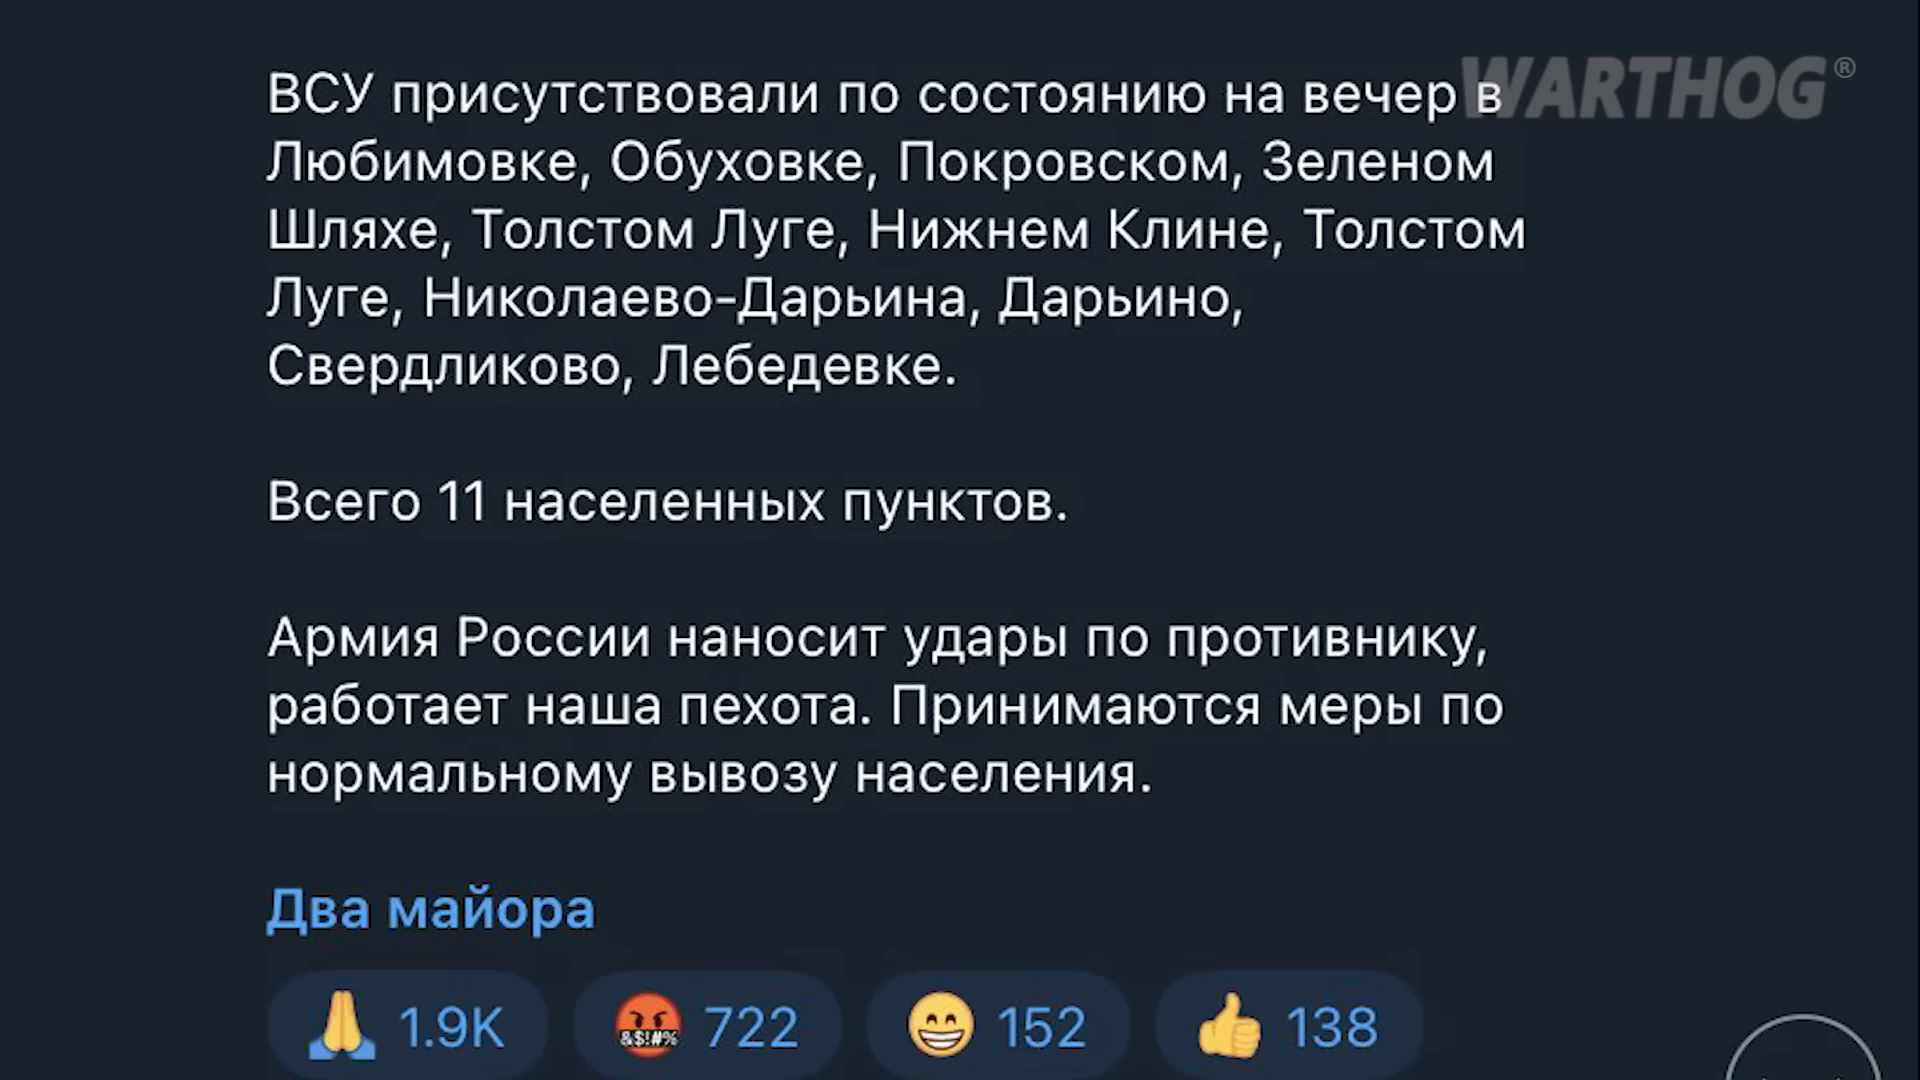 WARTHOG®
ВСУ присутствовали по состоянию на вечер в
Любимовке, Обуховке, Покровском, Зеленом
Шляхе, Толстом Луге, Нижнем Клине, Толстом
Луге, Николаево-Дарьина, Дарьино,
Свердликово, Лебедевке.
Всего 11 населенных пунктов.
Армия России наносит удары по противнику,
работает наша пехота. Принимаются меры по
нормальному вывозу населения.
Два майора
1.9K 722 152 138